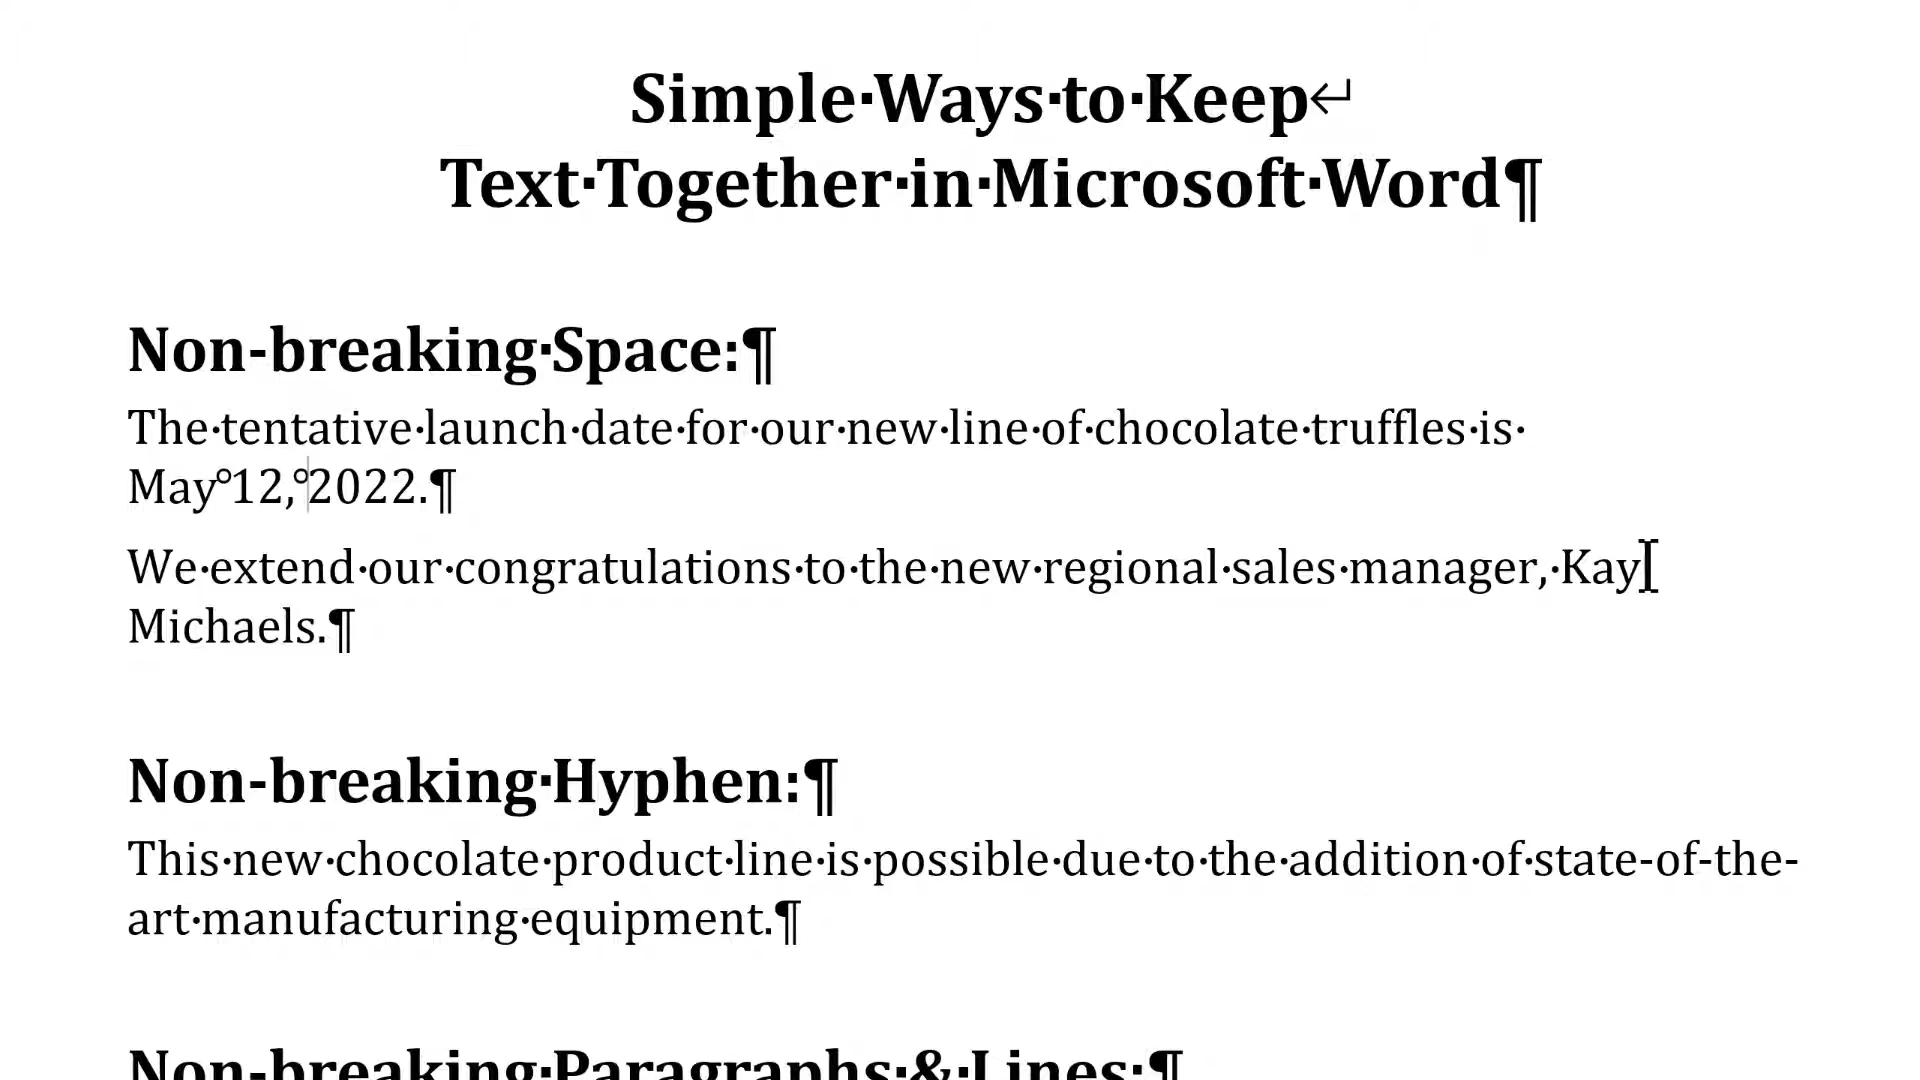 Simple·Ways·to·Keep↵
Text·Together·in·Microsoft·Word¶
Non-breaking·Space:¶
The·tentative·launch·date·for·our·new·line·of·chocolate·truffles·is·
May°12,°2022.¶
We·extend·our·congratulations·to·the·new·regional·sales·manager,·Kay
Michaels.¶
Non-breaking·Hyphen:¶
This·new·chocolate·product·line·is·possible·due·to·the·addition·of·state-of-the-
art·manufacturing·equipment.¶
Non-breaking·Paragraphs·&·Lines:¶